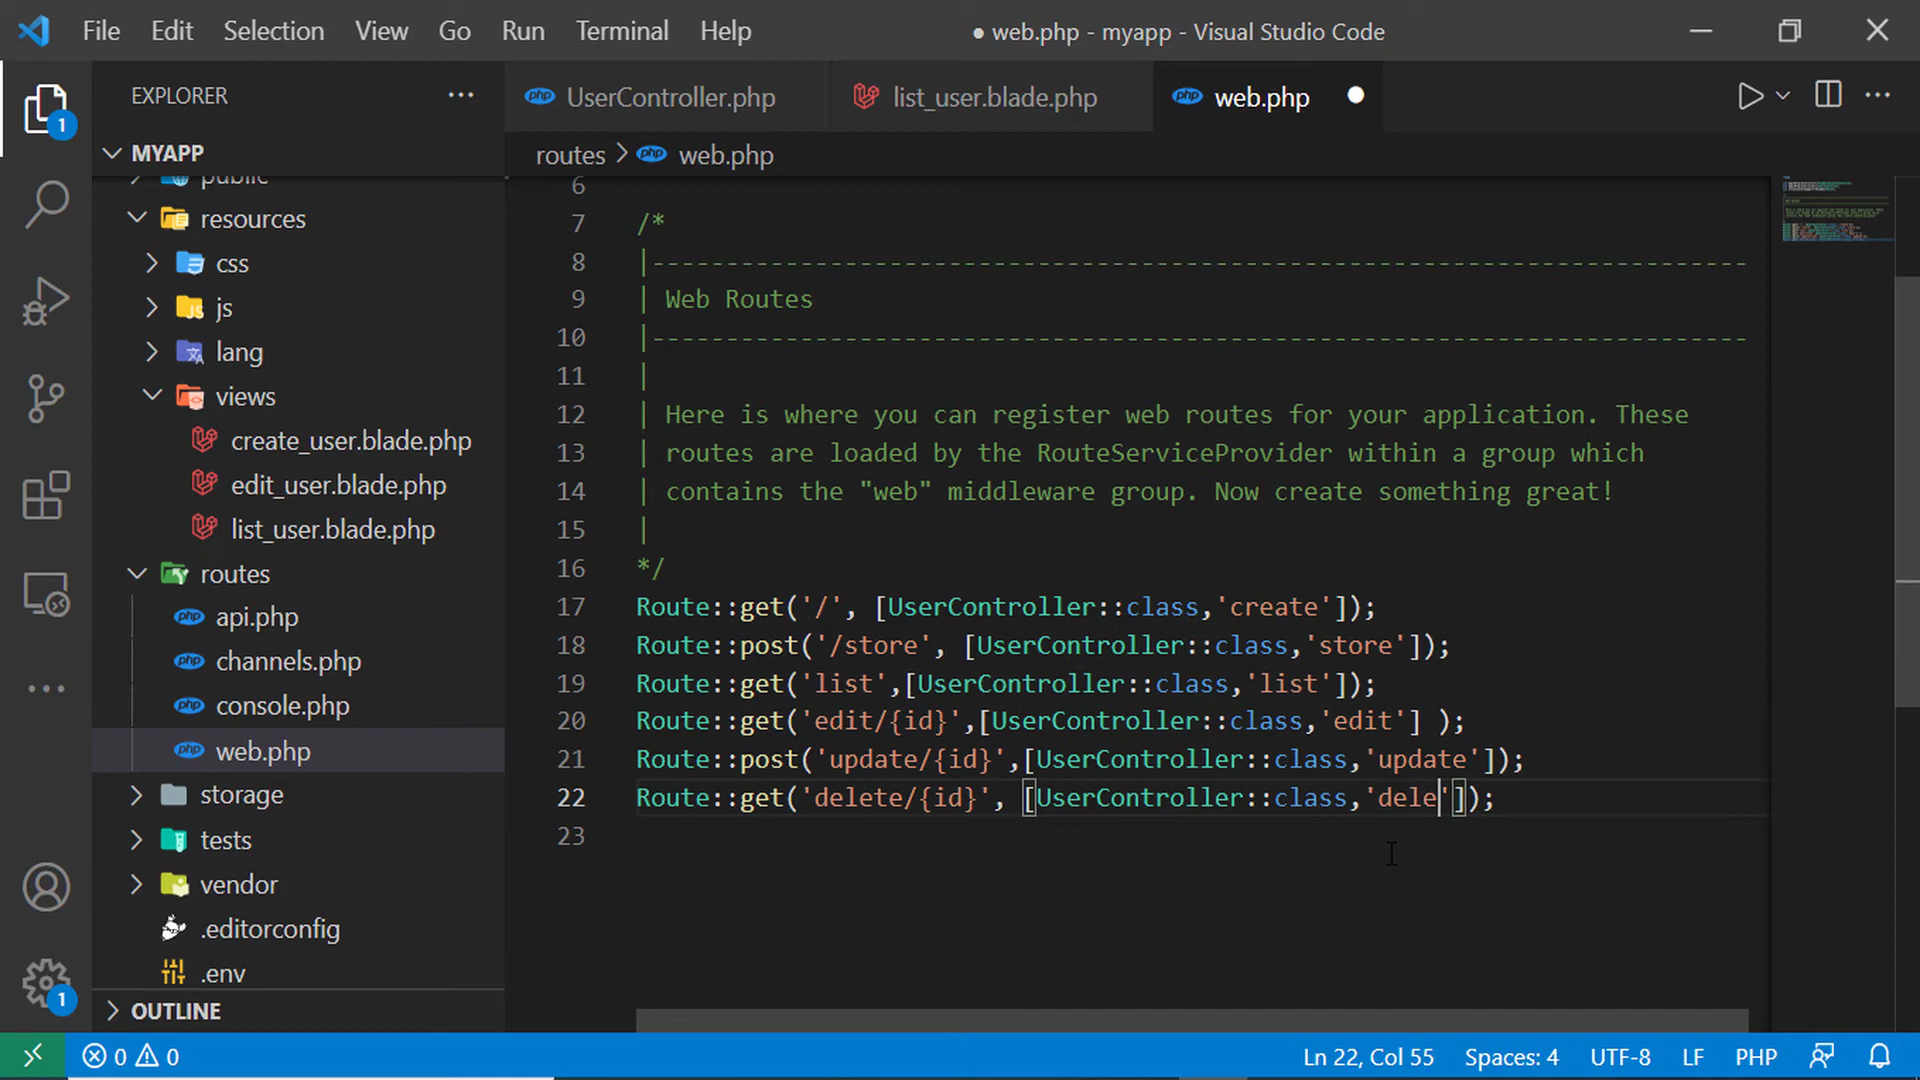 File Edit Selection View Go Run Terminal Help ● web.php - myapp - Visual Studio Code
EXPLORER
UserController.php list_user.blade.php web.php
MYAPP
routes > web.php
public
resources
css
js
lang
views
create_user.blade.php
edit_user.blade.php
list_user.blade.php
routes
api.php
channels.php
console.php
web.php
storage
tests
vendor
.editorconfig
.env
OUTLINE
1
1
6
7 /*
8 |--------------------------------------------------------------------------
9 | Web Routes
10 |--------------------------------------------------------------------------
11 |
12 | Here is where you can register web routes for your application. These
13 | routes are loaded by the RouteServiceProvider within a group which
14 | contains the "web" middleware group. Now create something great!
15 |
16 */
17 Route::get('/', [UserController::class,'create']);
18 Route::post('/store', [UserController::class,'store']);
19 Route::get('list',[UserController::class,'list']);
20 Route::get('edit/{id}',[UserController::class,'edit'] );
21 Route::post('update/{id}',[UserController::class,'update']);
22 Route::get('delete/{id}', [UserController::class,'dele']);
23
0 0 Ln 22, Col 55 Spaces: 4 UTF-8 LF PHP